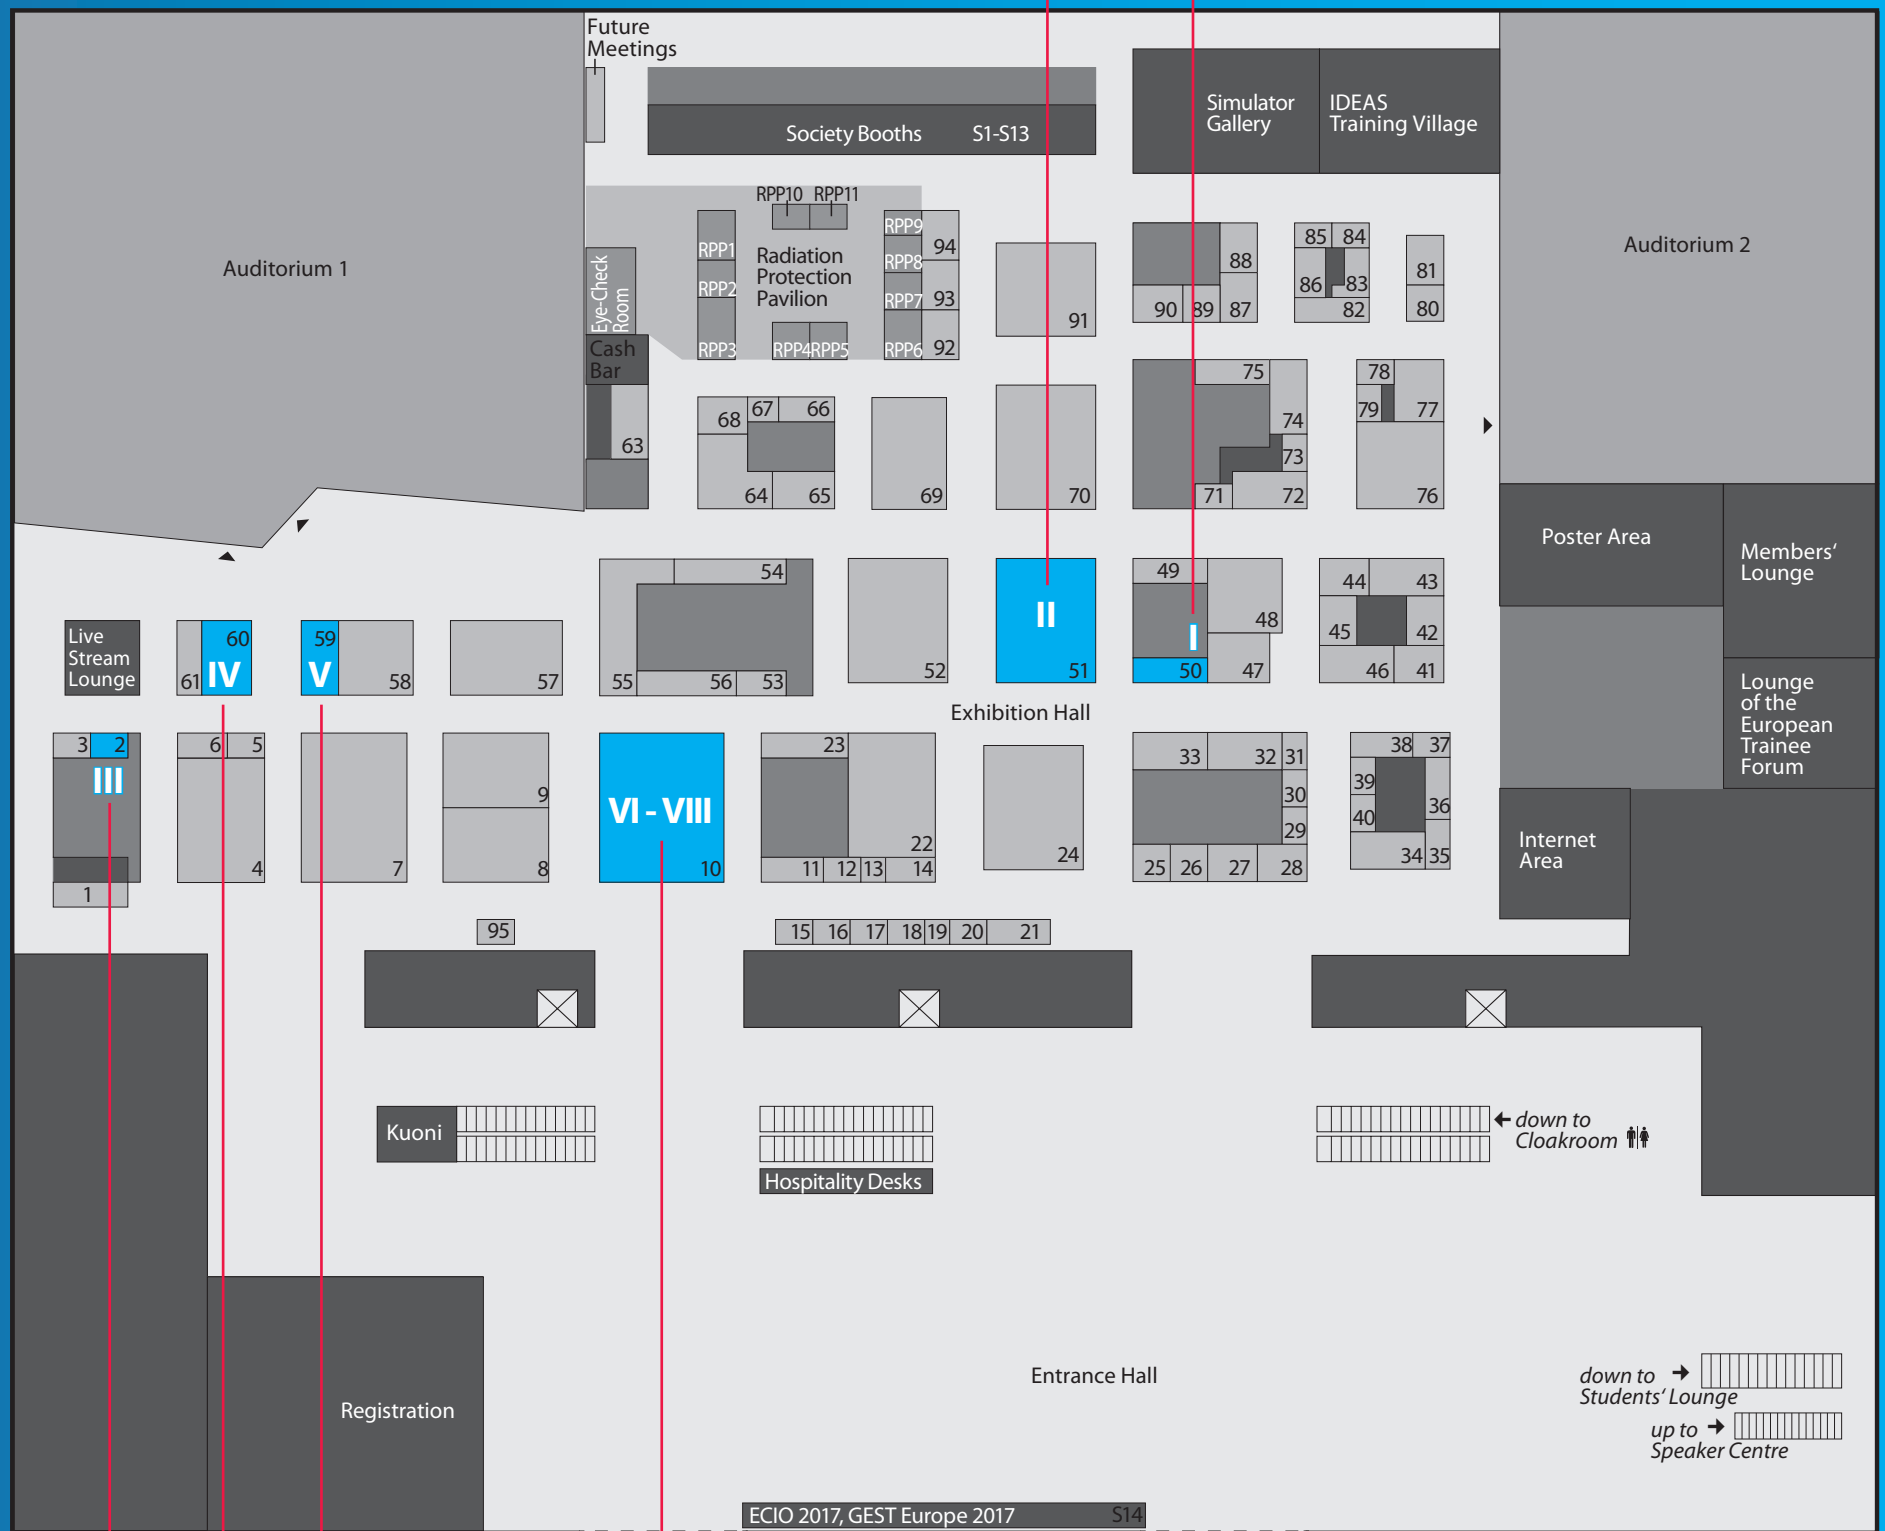 Future
Meetings
Society Booths S1-S13
Simulator
Gallery
IDEAS
Training Village
Auditorium 1
Auditorium 2
RPP10 RPP11
RPP1
RPP2
RPP3
Radiation
Protection
Pavilion
RPP4 RPP5
RPP9
RPP8
RPP7
RPP6
94
93
92
Eye-Check
Room
Cash
Bar
63
91
88
90 89 87
85 84
86 83
82
81
80
68 67 66
64 65
69
70
75
74
73
71 72
78
79 77
76
Poster Area
Members‘
Lounge
Live
Stream
Lounge
60
61 IV
59
V 58
57
54
55 56 53
52
II
51
49
I 48
50 47
44 43
45 42
46 41
Exhibition Hall
Lounge
of the
European
Trainee
Forum
3 2
III
1
6 5
4
7
9
8
VI - VIII
10
23
22
11 12 13 14
24
33 32 31
30
29
25 26 27 28
38 37
39
40 36
34 35
Internet
Area
95
15 16 17 18 19 20 21
Kuoni
Hospitality Desks
down to
Cloakroom
Entrance Hall
Registration
down to
Students‘ Lounge
up to
Speaker Centre
ECIO 2017, GEST Europe 2017 S14